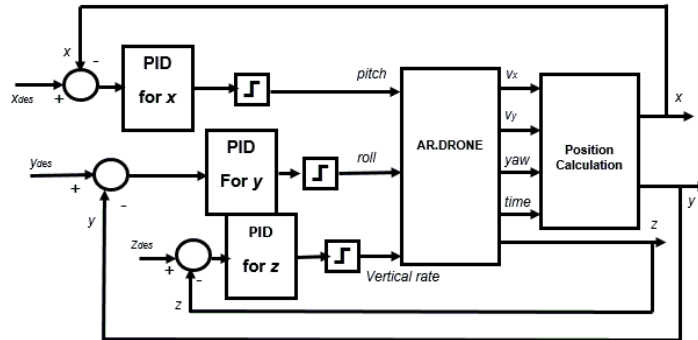 x
-
PID
for x
pitch
vx
x
xdes
+
vy
AR.DRONE
Position
Calculation
PID
For y
ydes
roll
yaw
+
-
time
y
y
PID
for z
zdes
z
+
-
Vertical rate
z